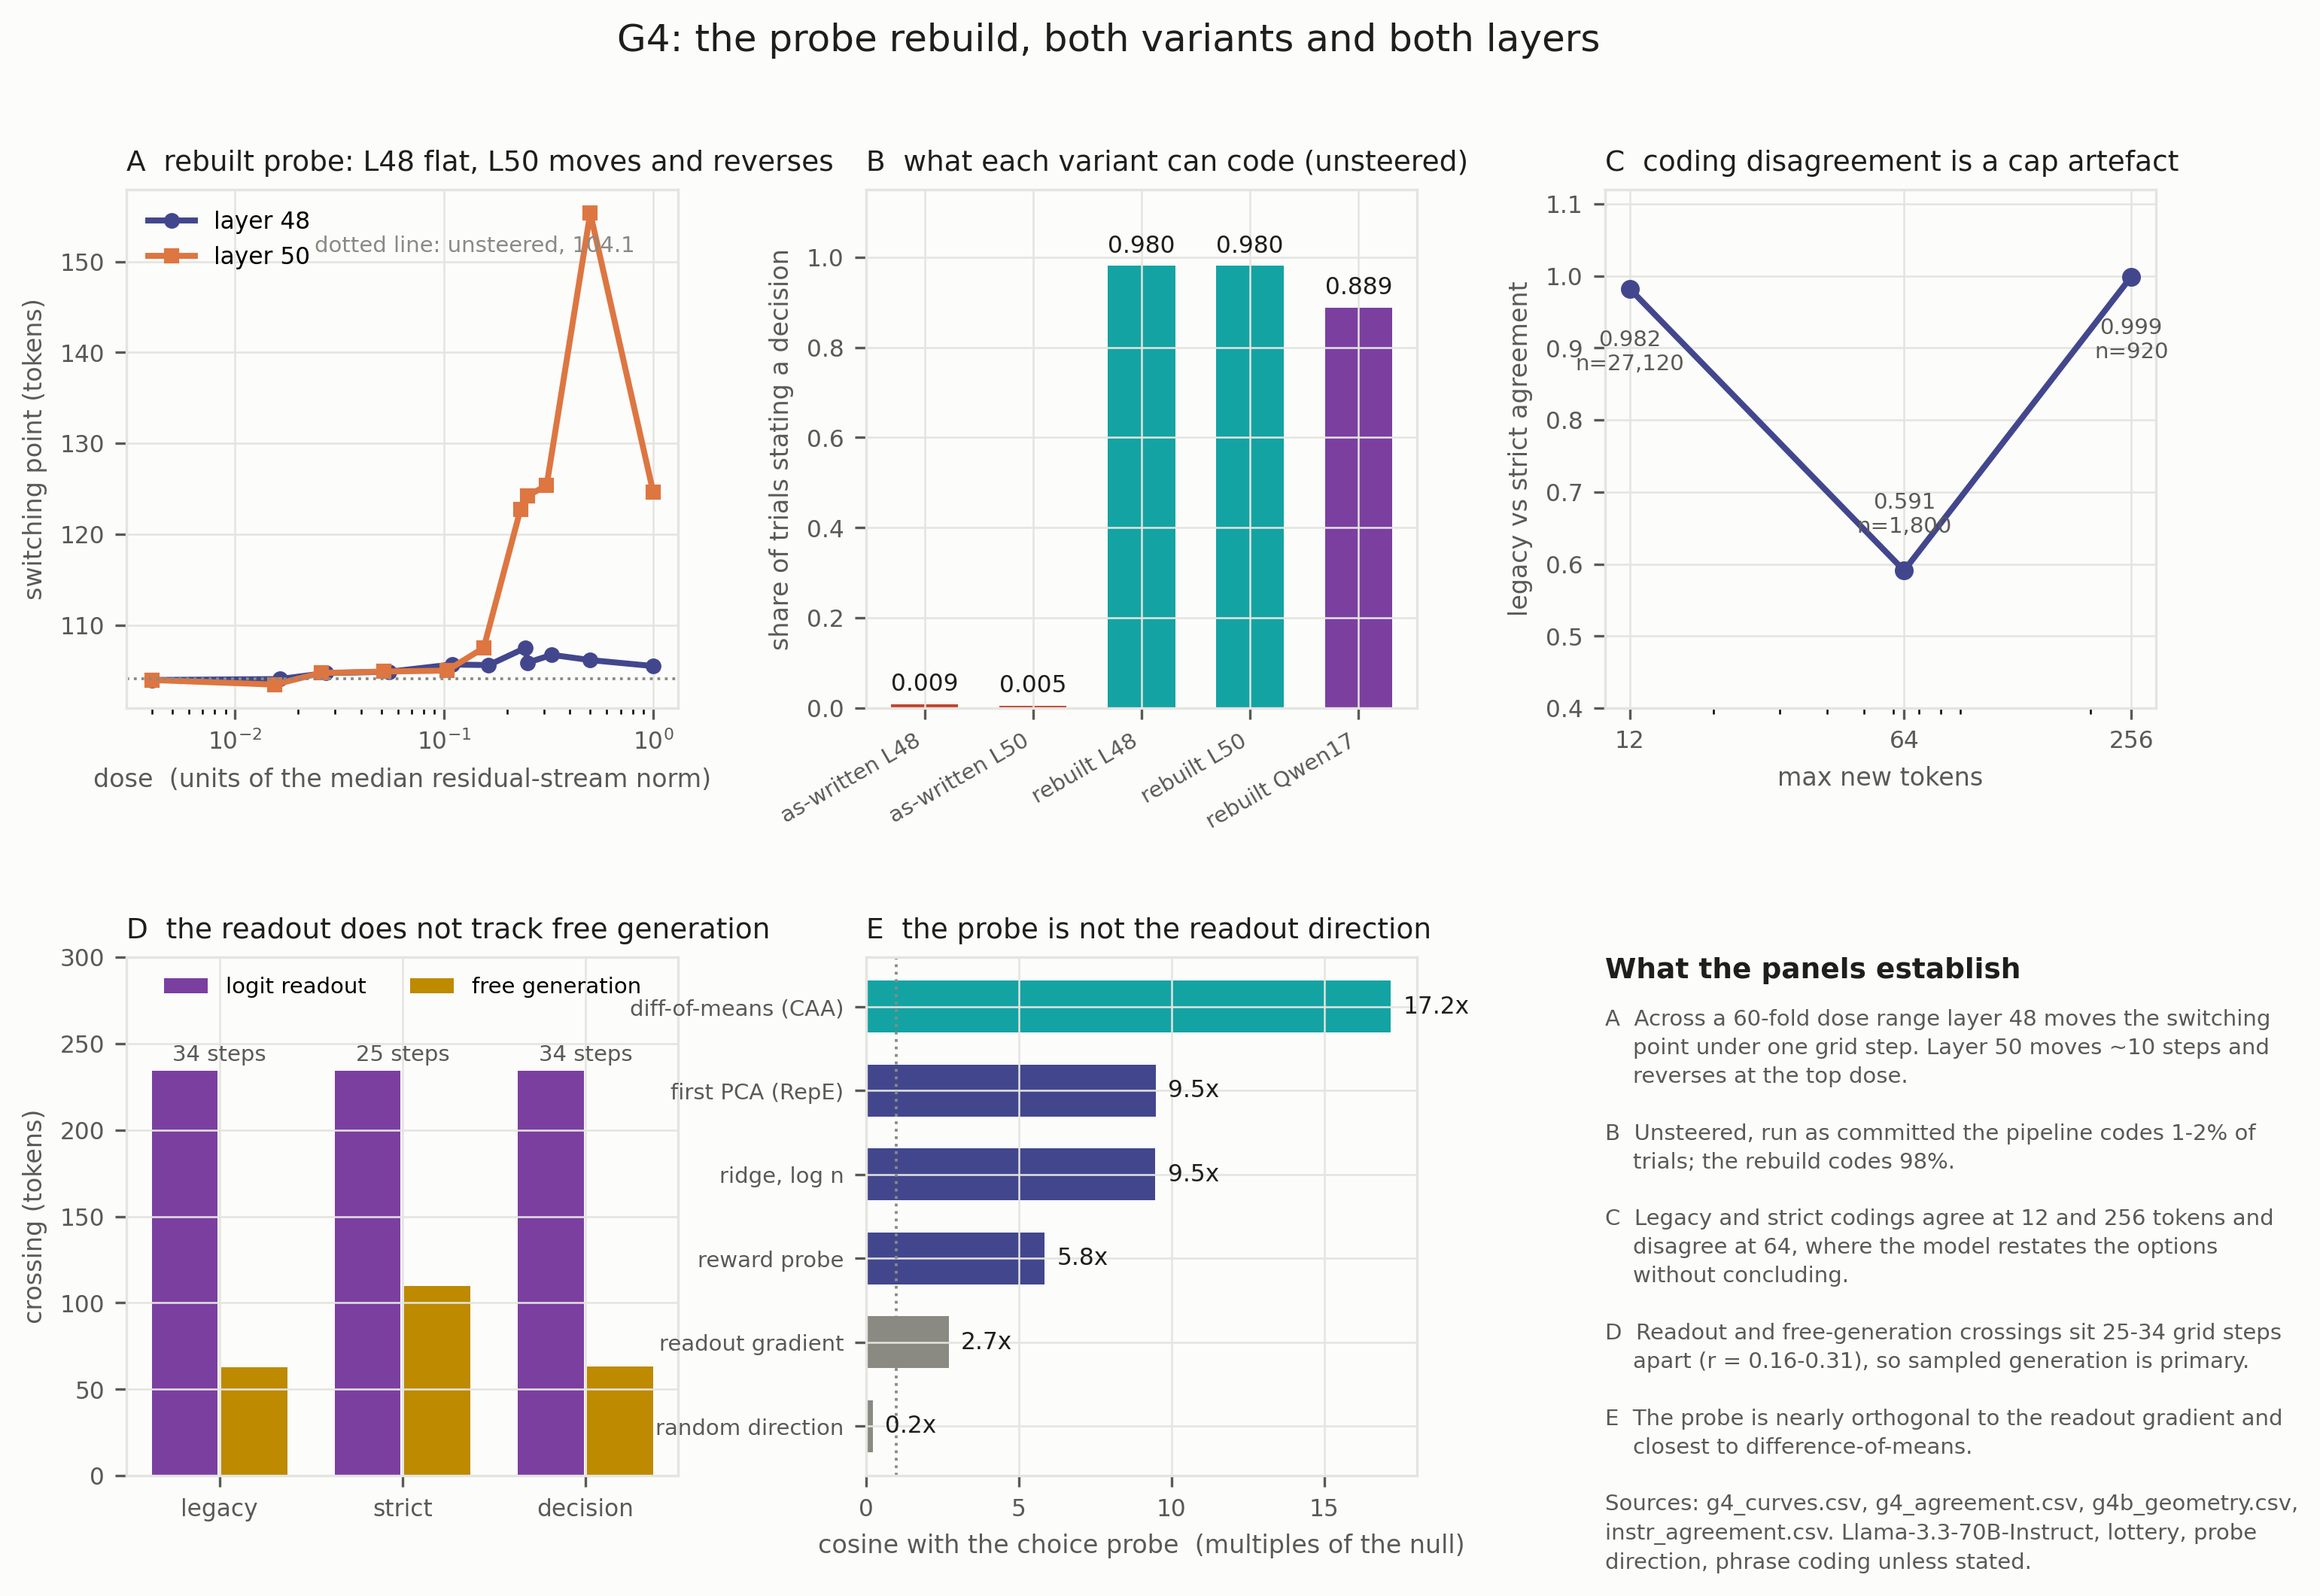 G4: the probe rebuild, both variants and both layers
A  rebuilt probe: L48 flat, L50 moves and reverses
layer 48
layer 50
dotted line: unsteered, 104.1
switching point (tokens)
150
140
130
120
110
10⁻²
10⁻¹
10⁰
dose  (units of the median residual-stream norm)
B  what each variant can code (unsteered)
share of trials stating a decision
1.0
0.8
0.6
0.4
0.2
0.0
0.009
0.005
0.980
0.980
0.889
as-written L48
as-written L50
rebuilt L48
rebuilt L50
rebuilt Qwen17
C  coding disagreement is a cap artefact
legacy vs strict agreement
1.1
1.0
0.9
0.8
0.7
0.6
0.5
0.4
0.982
n=27,120
0.591
n=1,800
0.999
n=920
12
64
256
max new tokens
D  the readout does not track free generation
logit readout
free generation
crossing (tokens)
300
250
200
150
100
50
0
34 steps
25 steps
34 steps
legacy
strict
decision
E  the probe is not the readout direction
diff-of-means (CAA)
17.2x
first PCA (RepE)
9.5x
ridge, log n
9.5x
reward probe
5.8x
readout gradient
2.7x
random direction
0.2x
0
5
10
15
cosine with the choice probe  (multiples of the null)
What the panels establish
A  Across a 60-fold dose range layer 48 moves the switching
point under one grid step. Layer 50 moves ~10 steps and
reverses at the top dose.
B  Unsteered, run as committed the pipeline codes 1-2% of
trials; the rebuild codes 98%.
C  Legacy and strict codings agree at 12 and 256 tokens and
disagree at 64, where the model restates the options
without concluding.
D  Readout and free-generation crossings sit 25-34 grid steps
apart (r = 0.16-0.31), so sampled generation is primary.
E  The probe is nearly orthogonal to the readout gradient and
closest to difference-of-means.
Sources: g4_curves.csv, g4_agreement.csv, g4b_geometry.csv,
instr_agreement.csv. Llama-3.3-70B-Instruct, lottery, probe
direction, phrase coding unless stated.